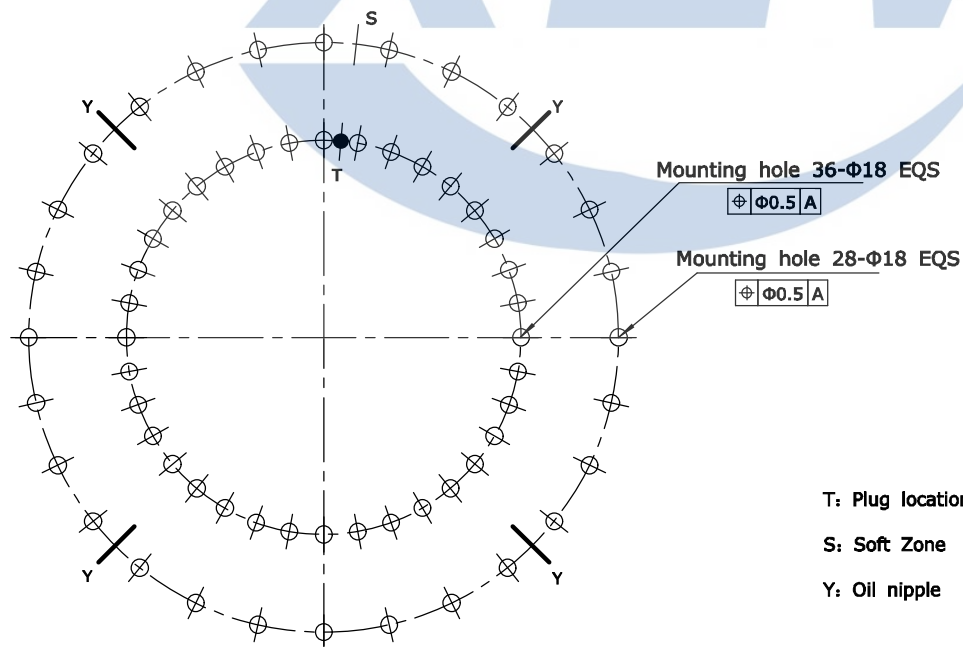 S
Y
Y
T
Mounting hole 36-Φ18 EQS
⌖ Φ0.5 A
Mounting hole 28-Φ18 EQS
⌖ Φ0.5 A
T: Plug location
S: Soft Zone
Y: Oil nipple
Y
Y